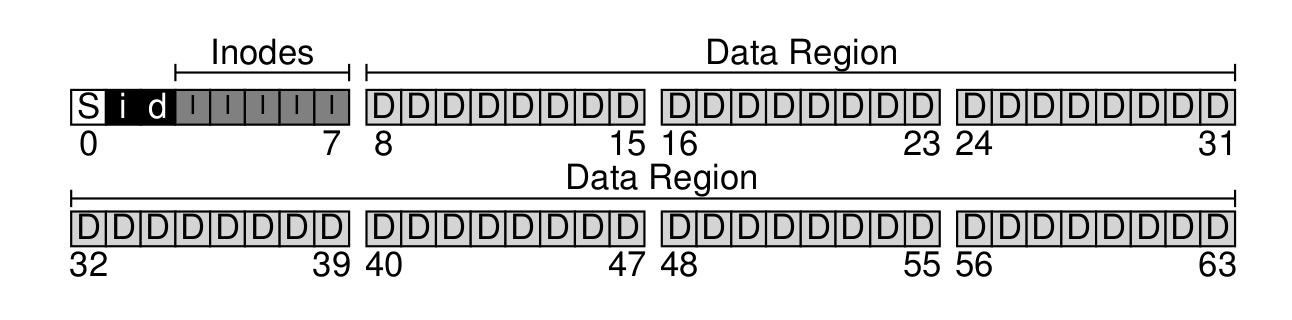 Inodes Data Region
S i d I I I I I D D D D D D D D D D D D D D D D D D D D D D D D
0 7 8 15 16 23 24 31
Data Region
D D D D D D D D D D D D D D D D D D D D D D D D D D D D D D D D
32 39 40 47 48 55 56 63